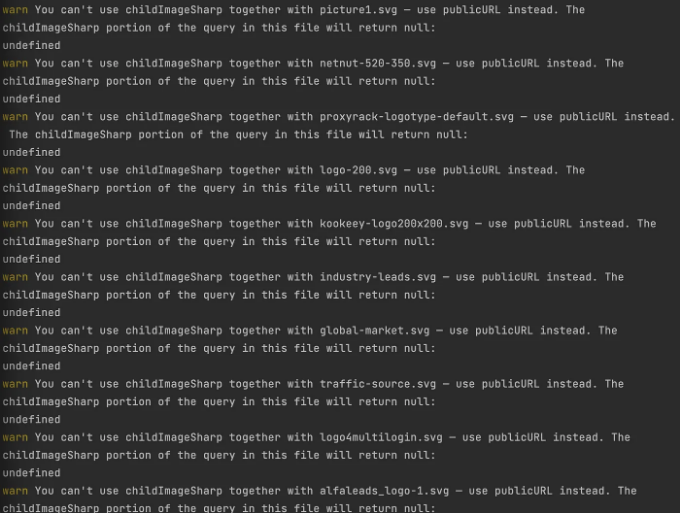 warn You can't use childImageSharp together with picture1.svg — use publicURL instead. The
childImageSharp portion of the query in this file will return null:
undefined
warn You can't use childImageSharp together with netnut-520-350.svg — use publicURL instead. The
childImageSharp portion of the query in this file will return null:
undefined
warn You can't use childImageSharp together with proxyrack-logotype-default.svg — use publicURL instead.
The childImageSharp portion of the query in this file will return null:
undefined
warn You can't use childImageSharp together with logo-200.svg — use publicURL instead. The
childImageSharp portion of the query in this file will return null:
undefined
warn You can't use childImageSharp together with kookeey-logo200x200.svg — use publicURL instead. The
childImageSharp portion of the query in this file will return null:
undefined
warn You can't use childImageSharp together with industry-leads.svg — use publicURL instead. The
childImageSharp portion of the query in this file will return null:
undefined
warn You can't use childImageSharp together with global-market.svg — use publicURL instead. The
childImageSharp portion of the query in this file will return null:
undefined
warn You can't use childImageSharp together with traffic-source.svg — use publicURL instead. The
childImageSharp portion of the query in this file will return null:
undefined
warn You can't use childImageSharp together with logo4multilogin.svg — use publicURL instead. The
childImageSharp portion of the query in this file will return null:
undefined
warn You can't use childImageSharp together with alfaleads_logo-1.svg — use publicURL instead. The
childImageSharp portion of the query in this file will return null: